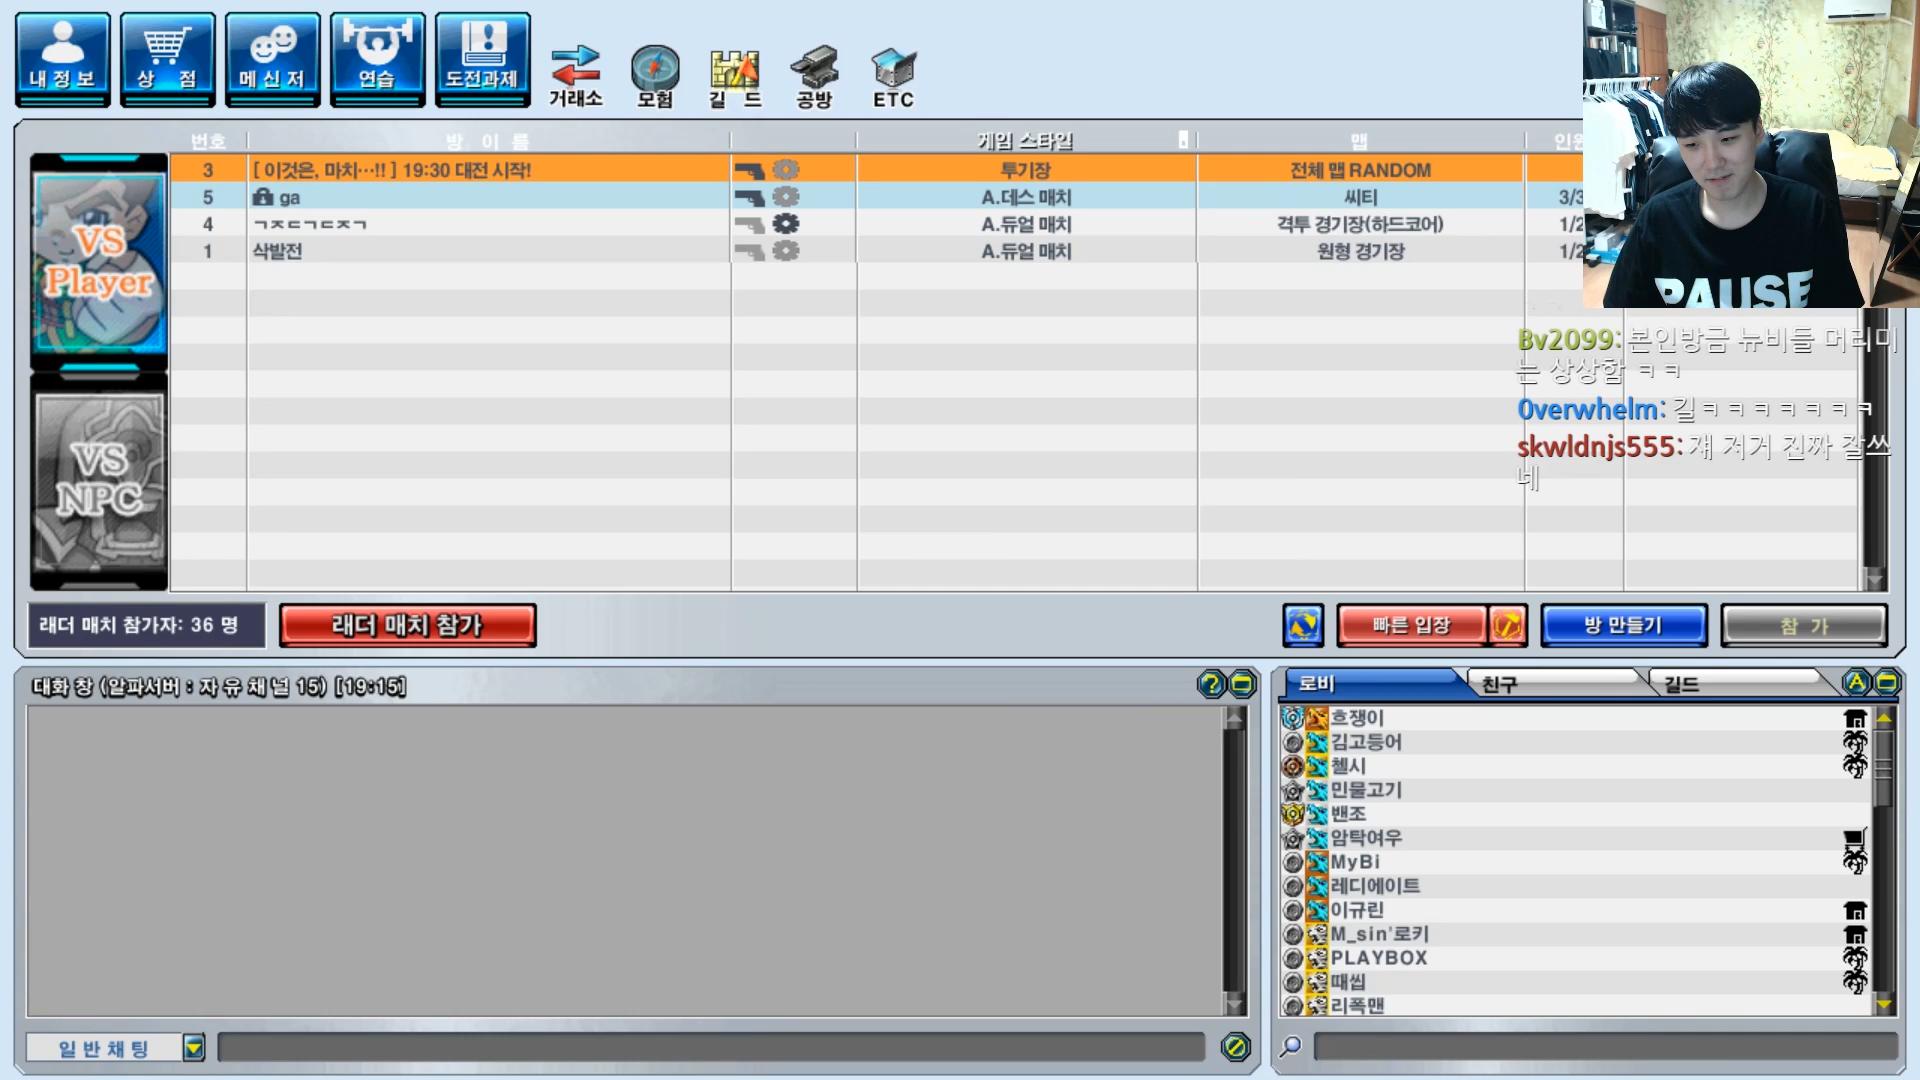 내 정 보
상 점
메 신 저
연습
도전과제
거래소
모험
길 드
공방
ETC
번호
방 이 름
게임 스타일
맵
인원
3 [ 이것은, 마치…!! ] 19:30 대전 시작! 투기장 전체 맵 RANDOM
5 ga A.데스 매치 씨티 3/3
4 ㄱㅈㄷㄱㄷㅈㄱ A.듀얼 매치 격투 경기장(하드코어) 1/2
1 삭발전 A.듀얼 매치 원형 경기장 1/2
VS
Player
VS
NPC
PAUSE
Bv2099: 본인방금 뉴비들 머리미
는 상상함 ㅋㅋ
0verwhelm: 길ㅋㅋㅋㅋㅋㅋㅋ
skwldnjs555: 쟤 저거 진짜 잘쓰
네
래더 매치 참가자: 36 명
래더 매치 참가
빠른 입장
방 만들기
참 가
대화 창 (알파서버 : 자 유 채 널 15) [19:15]
로비
친구
길드
흐쟁이
김고등어
첼시
민물고기
밴조
암탁여우
MyBi
레디에이트
이규린
M_sin'로키
PLAYBOX
때씹
리폭맨
일 반 채 팅